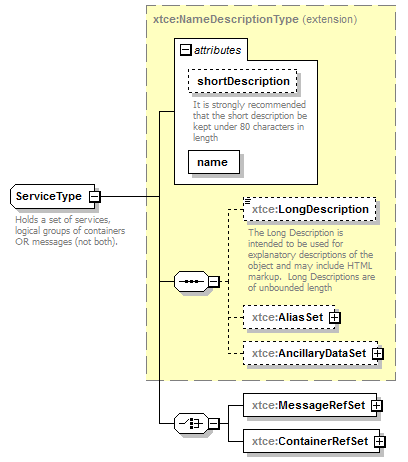 xtce:NameDescriptionType (extension)
attributes
shortDescription
It is strongly recommended
that the short description be
kept under 80 characters in
length
name
ServiceType
Holds a set of services,
logical groups of containers
OR messages (not both).
xtce:LongDescription
The Long Description is
intended to be used for
explanatory descriptions of the
object and may include HTML
markup.  Long Descriptions are
of unbounded length
xtce:AliasSet
xtce:AncillaryDataSet
xtce:MessageRefSet
xtce:ContainerRefSet